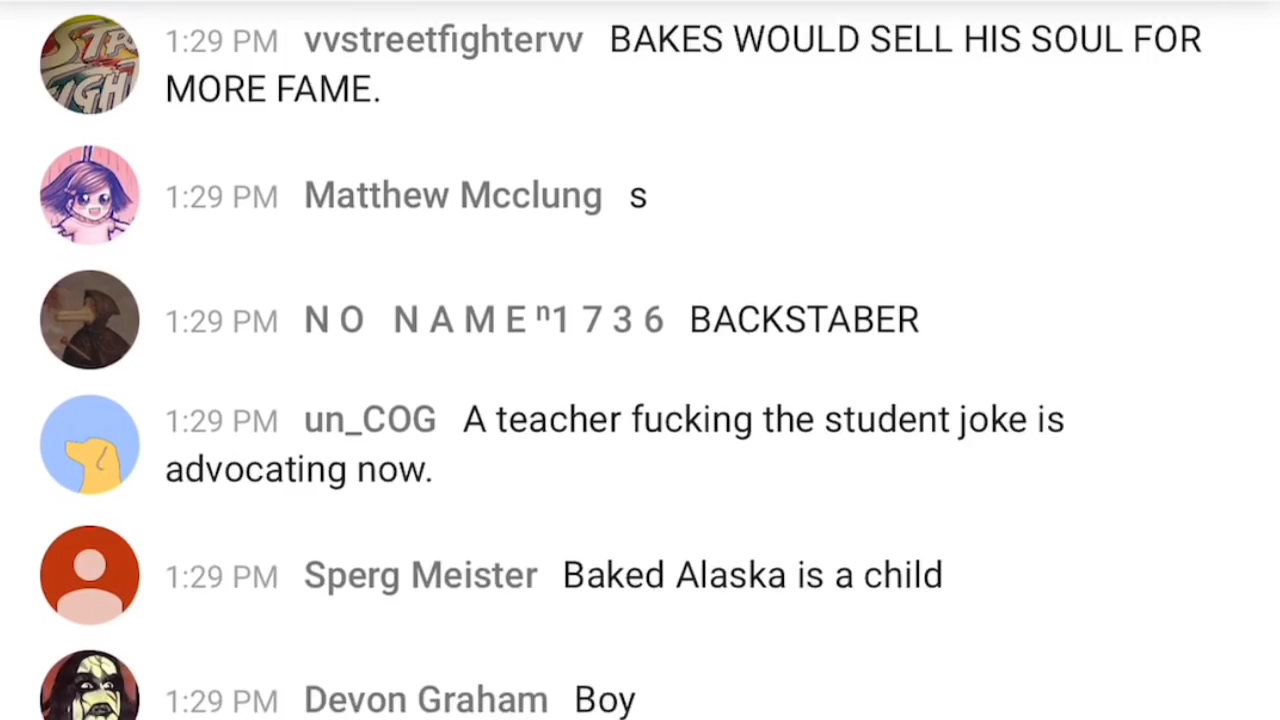 1:29 PM vvstreetfightervv BAKES WOULD SELL HIS SOUL FOR
MORE FAME.
1:29 PM Matthew Mcclung s
1:29 PM N O N A M E ⁿ1 7 3 6 BACKSTABER
1:29 PM un_COG A teacher fucking the student joke is
advocating now.
1:29 PM Sperg Meister Baked Alaska is a child
1:29 PM Devon Graham Boy